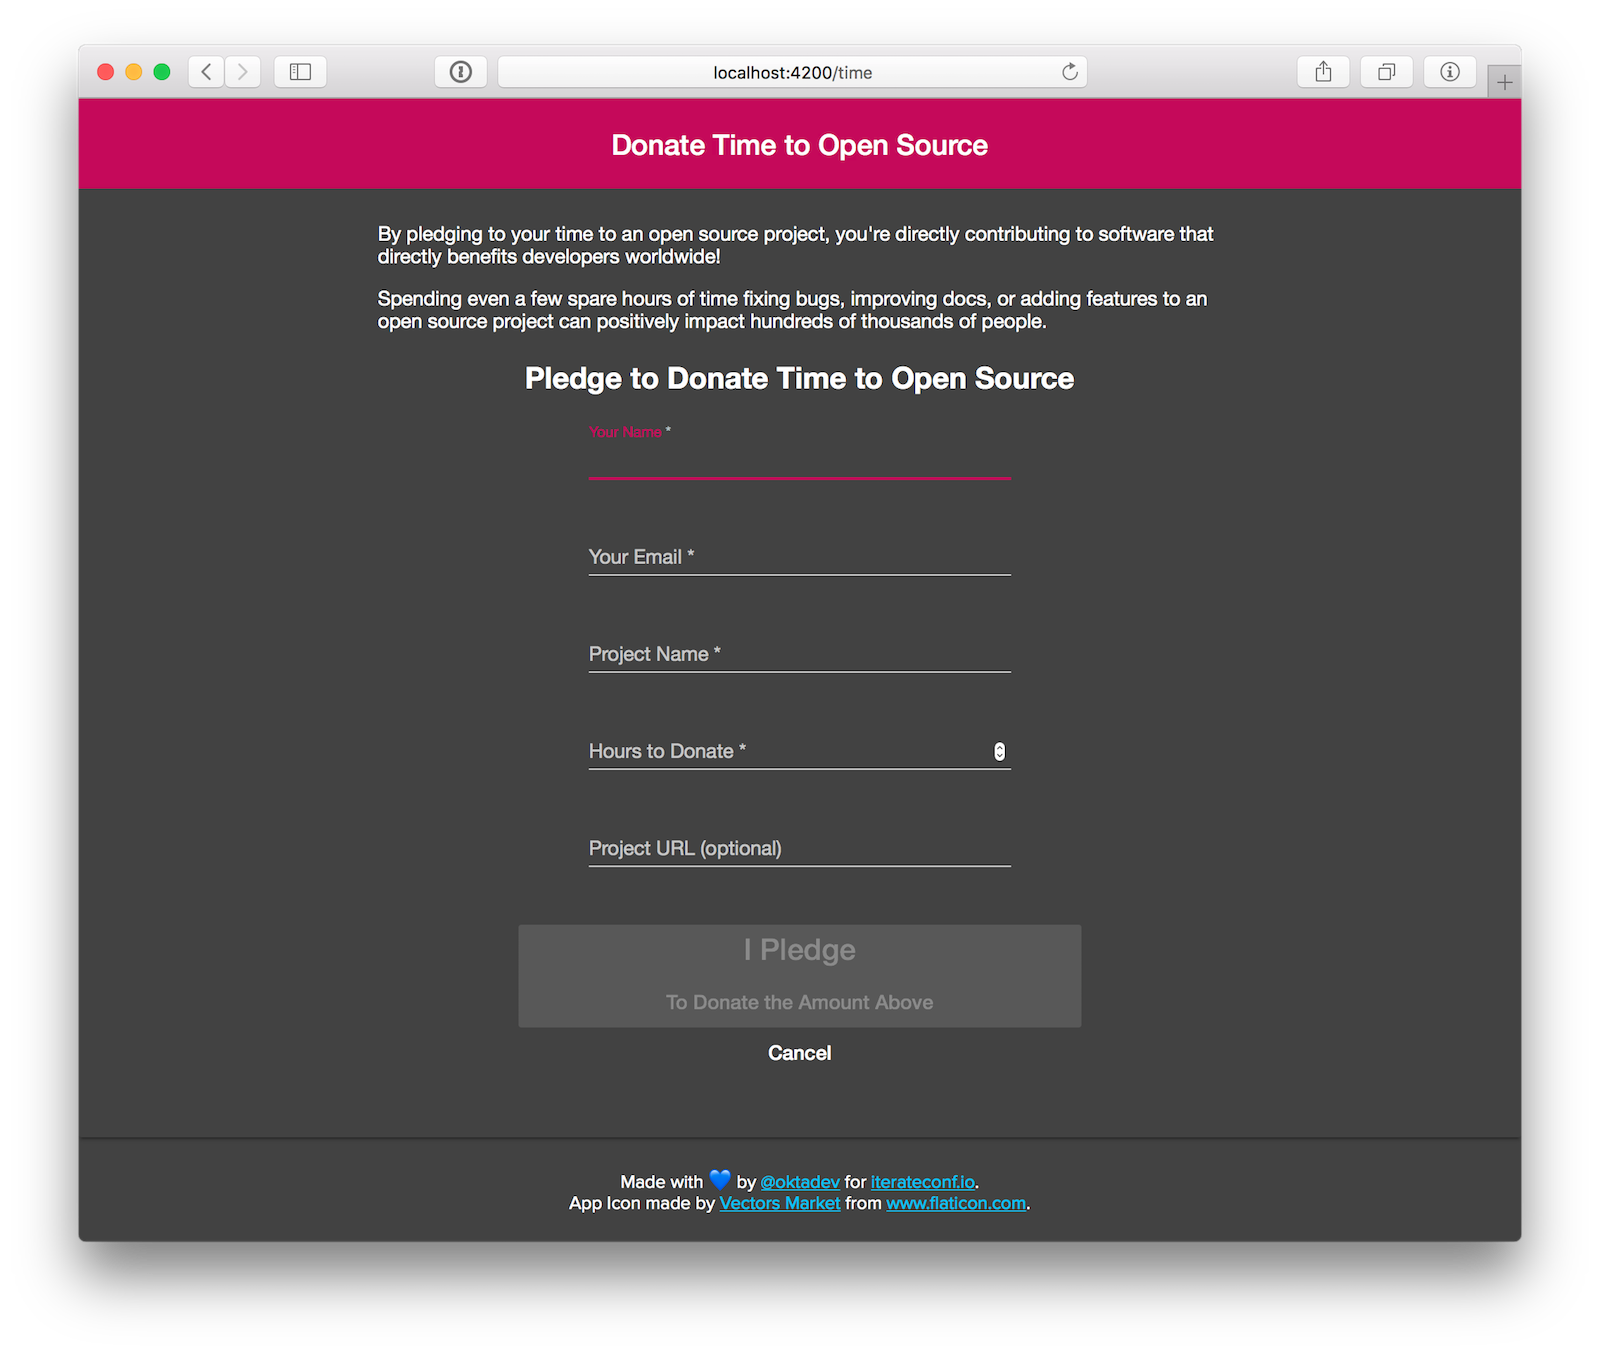 localhost:4200/time
Donate Time to Open Source
By pledging to your time to an open source project, you're directly contributing to software that
directly benefits developers worldwide!
Spending even a few spare hours of time fixing bugs, improving docs, or adding features to an
open source project can positively impact hundreds of thousands of people.
Pledge to Donate Time to Open Source
Your Name *
Your Email *
Project Name *
Hours to Donate *
Project URL (optional)
I Pledge
To Donate the Amount Above
Cancel
Made with 💙 by @oktadev for iterateconf.io.
App Icon made by Vectors Market from www.flaticon.com.